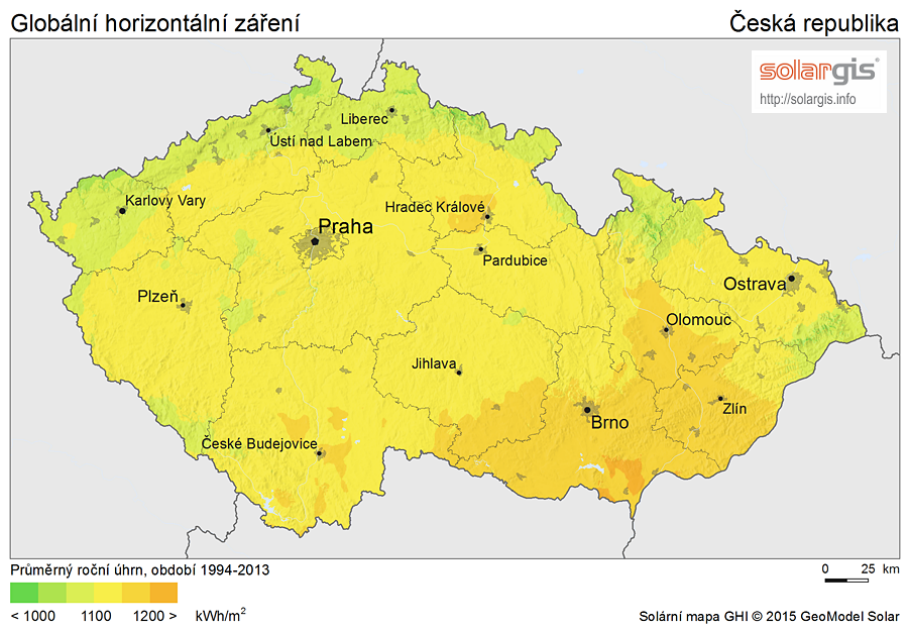 Globální horizontální záření
Česká republika
solargis®
http://solargis.info
Liberec
Ústí nad Labem
Karlovy Vary
Hradec Králové
Praha
Pardubice
Ostrava
Plzeň
Olomouc
Jihlava
Zlín
Brno
České Budejovice
Průměrný roční úhrn, období 1994-2013
0 25 km
< 1000 1100 1200 > kWh/m²
Solární mapa GHI © 2015 GeoModel Solar